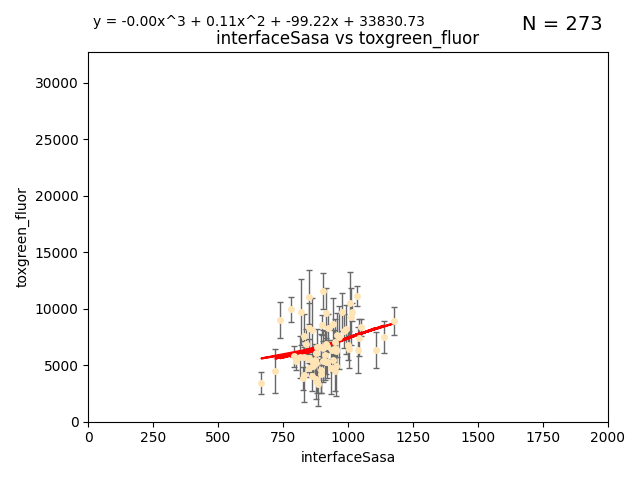 y = -0.00x^3 + 0.11x^2 + -99.22x + 33830.73
N = 273
interfaceSasa vs toxgreen_fluor
30000
25000
20000
15000
10000
5000
0
toxgreen_fluor
0 250 500 750 1000 1250 1500 1750 2000
interfaceSasa